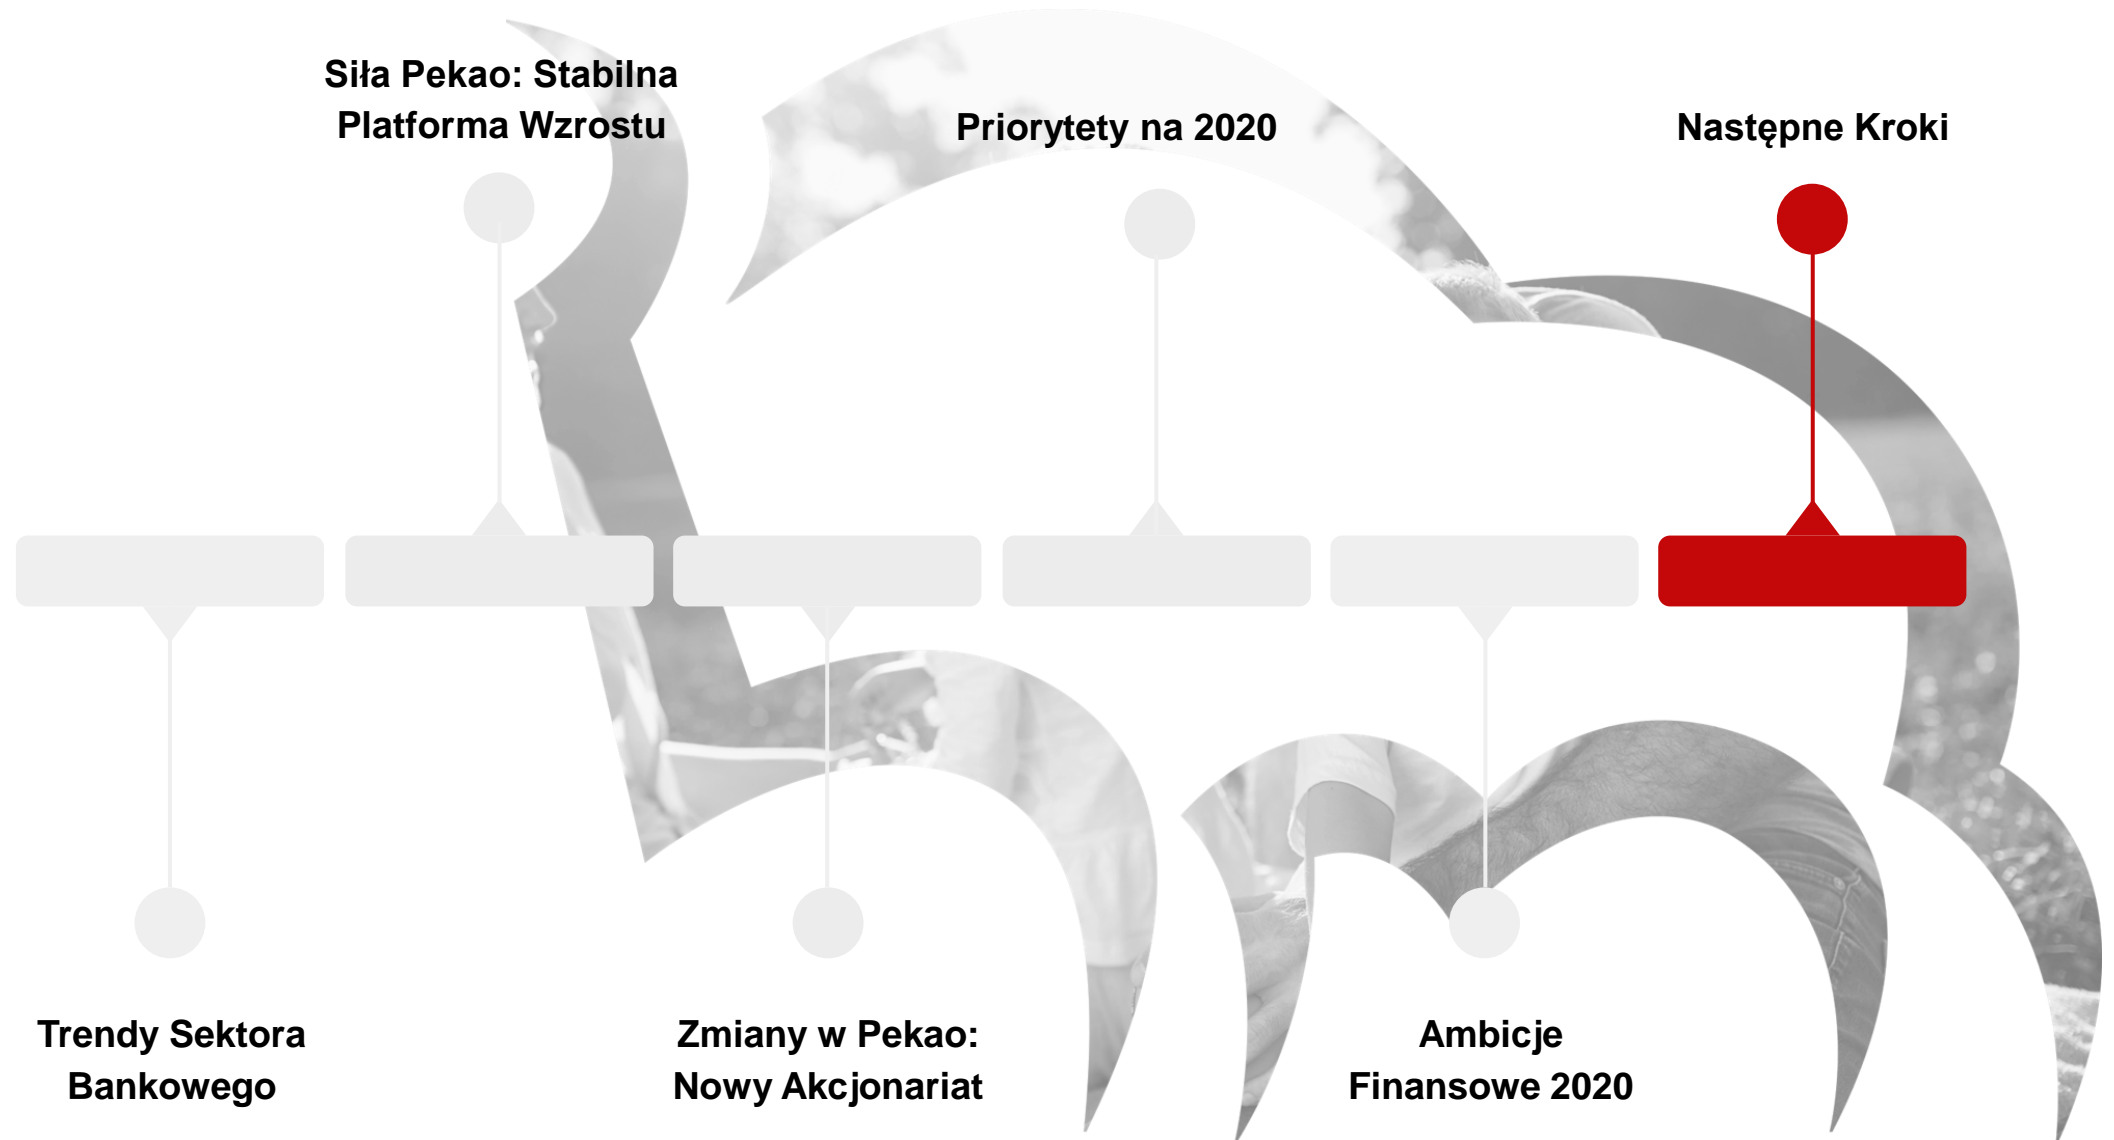 Siła Pekao: Stabilna
Platforma Wzrostu
Priorytety na 2020
Następne Kroki
Trendy Sektora
Bankowego
Zmiany w Pekao:
Nowy Akcjonariat
Ambicje
Finansowe 2020